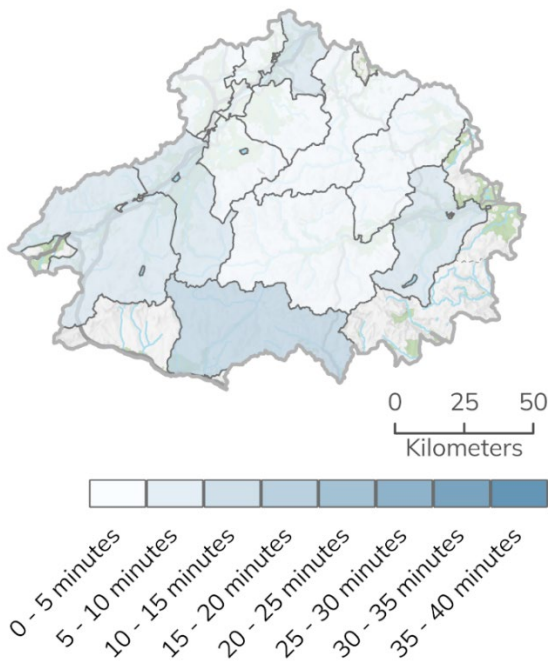 0 25 50
Kilometers
0 - 5 minutes
5 - 10 minutes
10 - 15 minutes
15 - 20 minutes
20 - 25 minutes
25 - 30 minutes
30 - 35 minutes
35 - 40 minutes